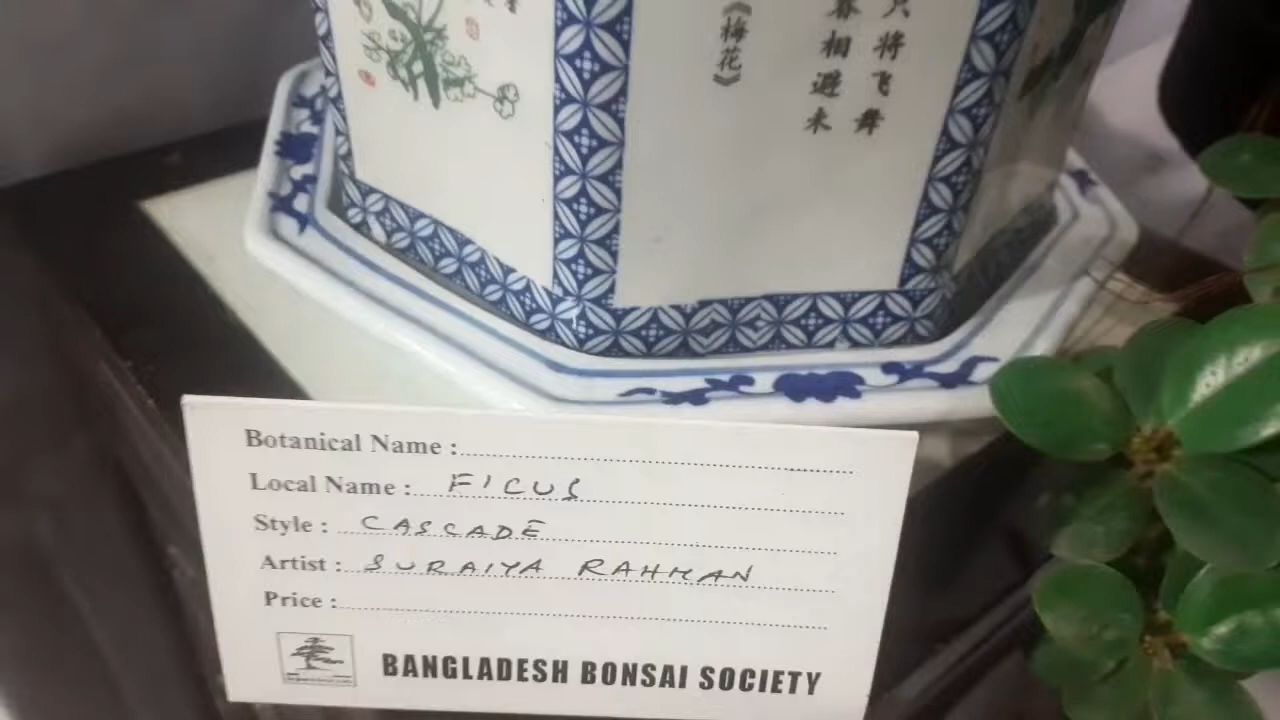 《梅花》
只将飞舞
春相避未
Botanical Name :
Local Name : FICUS
Style : CASCADE
Artist : SURAIYA RAHMAN
Price :
BANGLADESH BONSAI SOCIETY